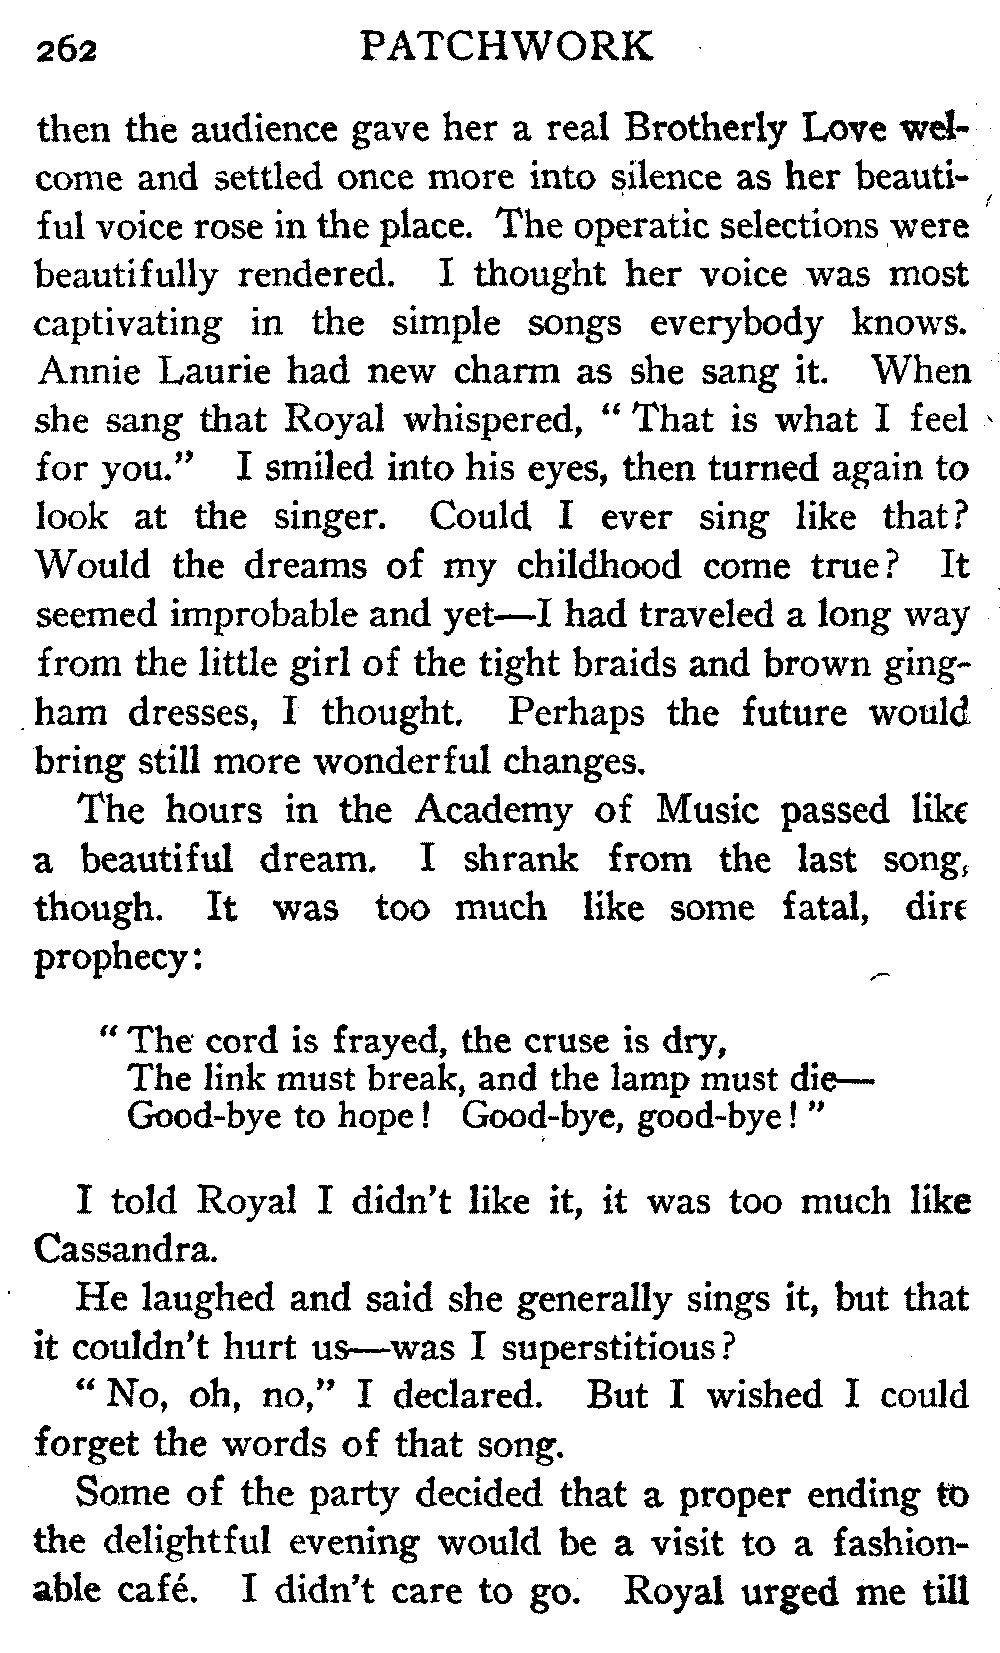 262 PATCHWORK
then the audience gave her a real Brotherly Love wel-
come and settled once more into silence as her beauti-
ful voice rose in the place. The operatic selections were
beautifully rendered. I thought her voice was most
captivating in the simple songs everybody knows.
Annie Laurie had new charm as she sang it. When
she sang that Royal whispered, “ That is what I feel
for you.” I smiled into his eyes, then turned again to
look at the singer. Could I ever sing like that?
Would the dreams of my childhood come true? It
seemed improbable and yet—I had traveled a long way
from the little girl of the tight braids and brown ging-
ham dresses, I thought. Perhaps the future would
bring still more wonderful changes.
The hours in the Academy of Music passed like
a beautiful dream. I shrank from the last song,
though. It was too much like some fatal, dire
prophecy:
“ The cord is frayed, the cruse is dry,
The link must break, and the lamp must die—
Good-bye to hope! Good-bye, good-bye! ”
I told Royal I didn’t like it, it was too much like
Cassandra.
He laughed and said she generally sings it, but that
it couldn’t hurt us—was I superstitious?
“ No, oh, no,” I declared. But I wished I could
forget the words of that song.
Some of the party decided that a proper ending to
the delightful evening would be a visit to a fashion-
able café. I didn’t care to go. Royal urged me till